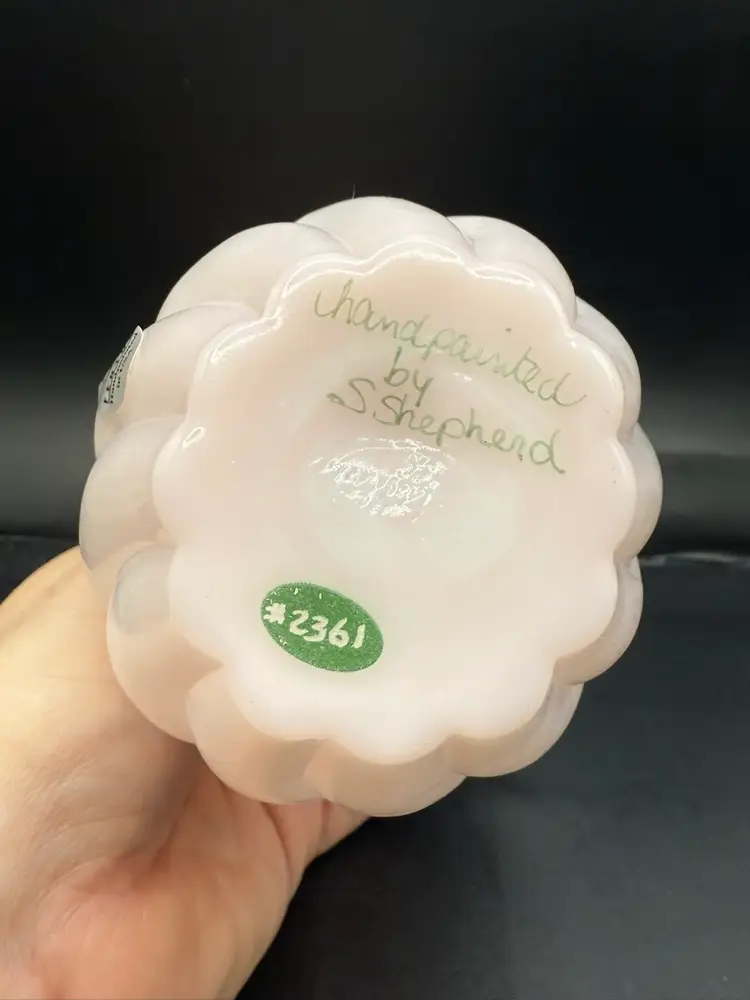 handpainted
by
S Shepherd
#2361